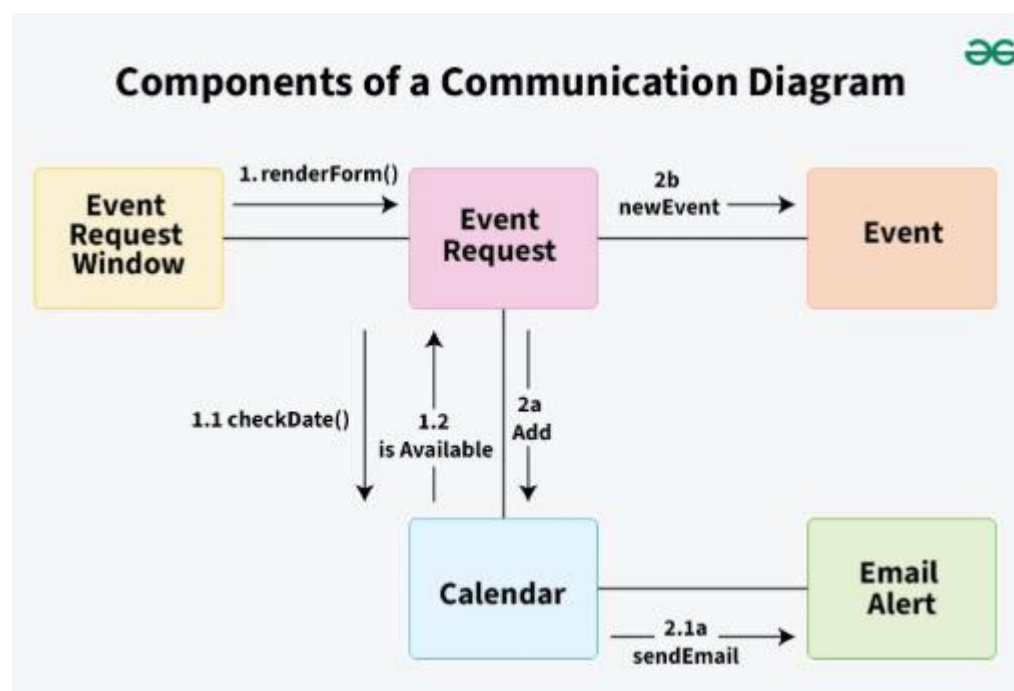 Components of a Communication Diagram
Event
Request
Window
1. renderForm()
Event
Request
2b
newEvent
Event
1.1 checkDate()
1.2
is Available
2a
Add
Calendar
2.1a
sendEmail
Email
Alert